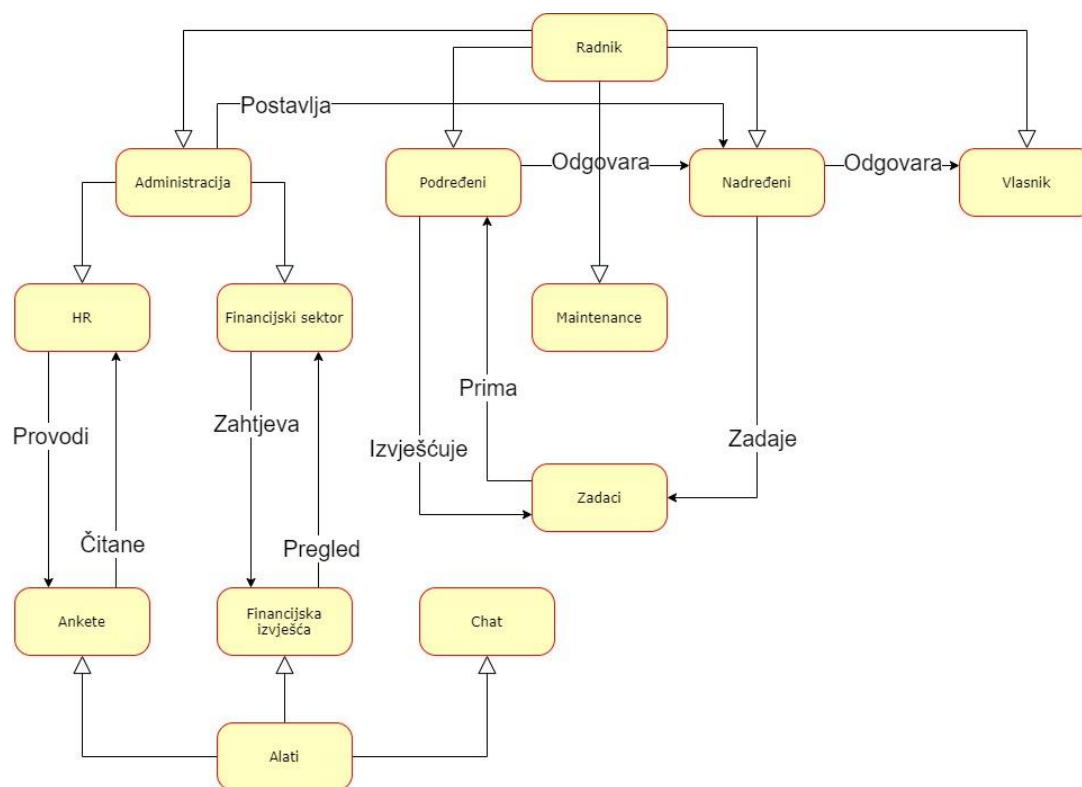 Radnik
Postavlja
Administracija
Podređeni
Odgovara
Nadređeni
Odgovara
Vlasnik
HR
Financijski sektor
Maintenance
Provodi
Zahtjeva
Prima
Izvješćuje
Zadaje
Zadaci
Čitane
Pregled
Ankete
Financijska
izvješća
Chat
Alati